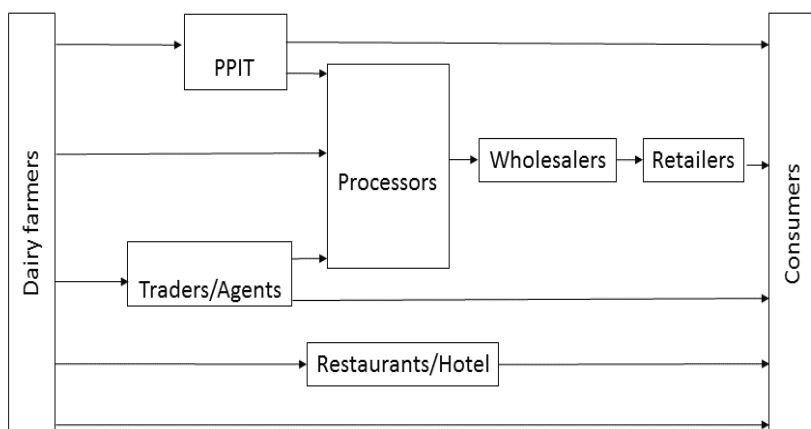 Dairy farmers
PPIT
Processors
Wholesalers
Retailers
Traders/Agents
Restaurants/Hotel
Consumers